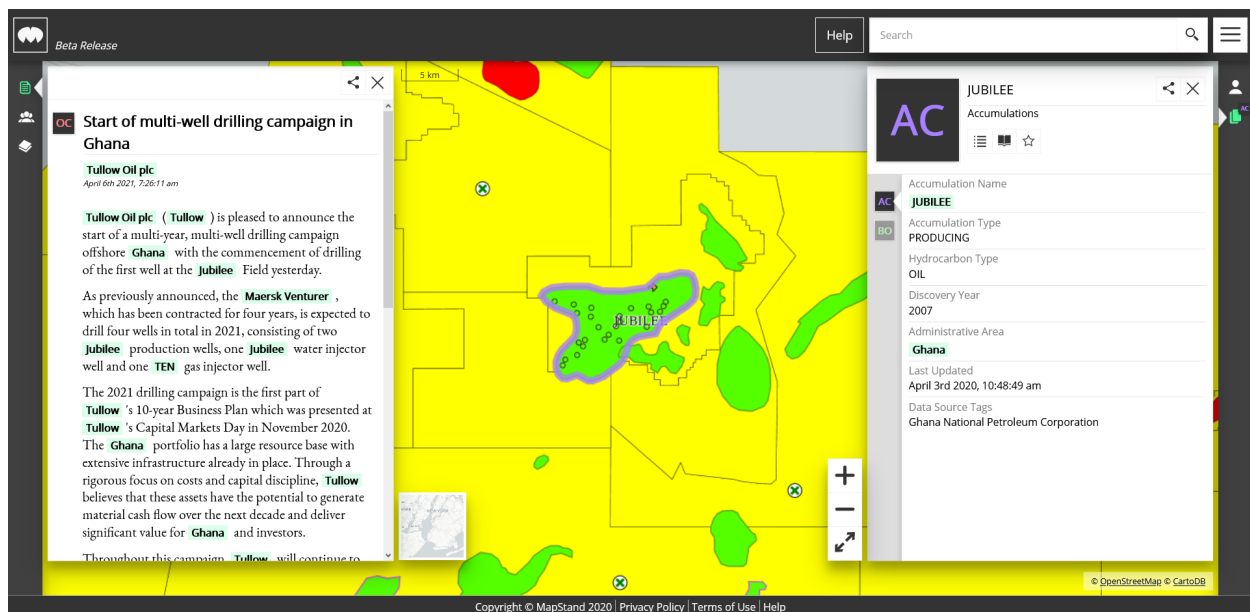 Beta Release
Help
Search
5 km
OC
Start of multi-well drilling campaign in
Ghana
Tullow Oil plc
April 6th 2021, 7:26:11 am
Tullow Oil plc ( Tullow ) is pleased to announce the
start of a multi-year, multi-well drilling campaign
offshore Ghana with the commencement of drilling
of the first well at the Jubilee Field yesterday.
As previously announced, the Maersk Venturer ,
which has been contracted for four years, is expected to
drill four wells in total in 2021, consisting of two
Jubilee production wells, one Jubilee water injector
well and one TEN gas injector well.
The 2021 drilling campaign is the first part of
Tullow 's 10-year Business Plan which was presented at
Tullow 's Capital Markets Day in November 2020.
The Ghana portfolio has a large resource base with
extensive infrastructure already in place. Through a
rigorous focus on costs and capital discipline, Tullow
believes that these assets have the potential to generate
material cash flow over the next decade and deliver
significant value for Ghana and investors.
Throughout this campaign, Tullow will continue to
JUBILEE
AC
JUBILEE
Accumulations
AC
AC
BO
Accumulation Name
JUBILEE
Accumulation Type
PRODUCING
Hydrocarbon Type
OIL
Discovery Year
2007
Administrative Area
Ghana
Last Updated
April 3rd 2020, 10:48:49 am
Data Source Tags
Ghana National Petroleum Corporation
© OpenStreetMap © CartoDB
Copyright © MapStand 2020 | Privacy Policy | Terms of Use | Help